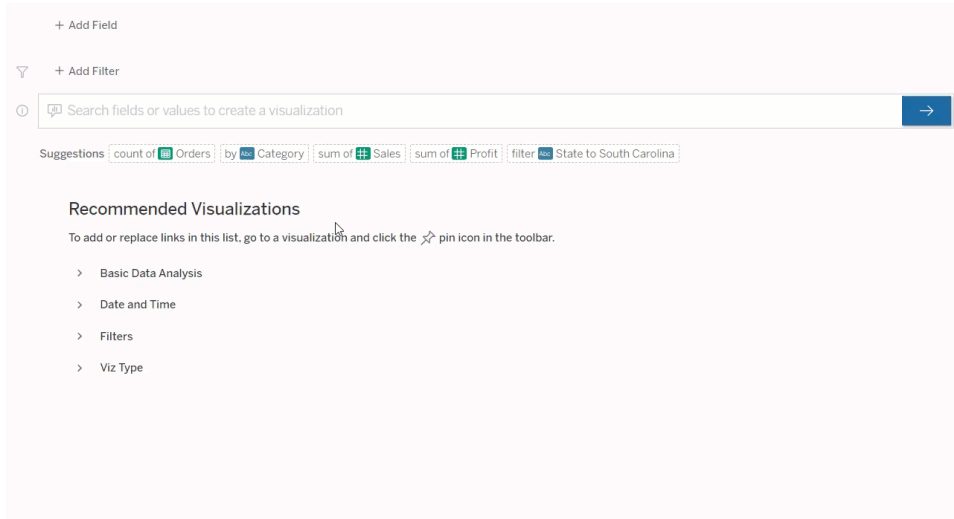 + Add Field
+ Add Filter
Search fields or values to create a visualization
Suggestions count of Orders by Abc Category sum of Sales sum of Profit filter Abc State to South Carolina
Recommended Visualizations
To add or replace links in this list, go to a visualization and click the pin icon in the toolbar.
Basic Data Analysis
Date and Time
Filters
Viz Type